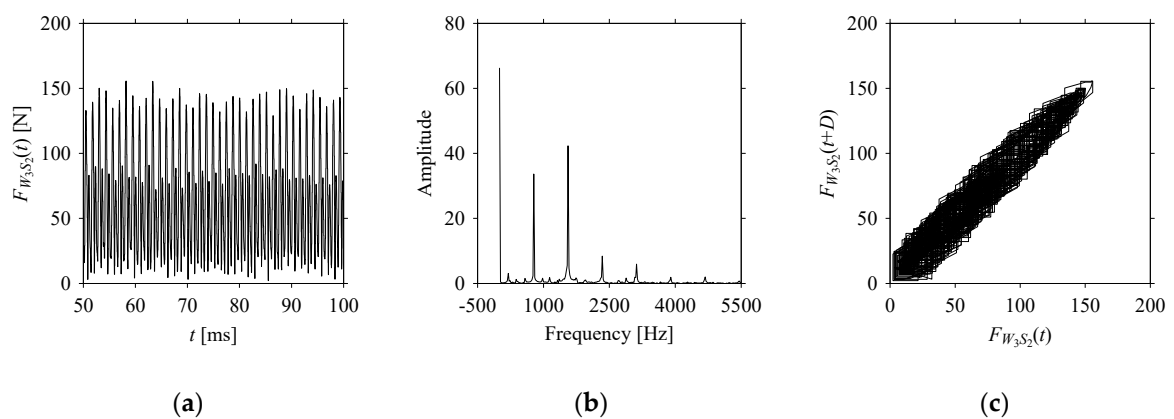 200
150
100
50
0
F_{W_3S_2}(t) [N]
50 60 70 80 90 100
t [ms]
(a)
80
60
40
20
0
Amplitude
-500 1000 2500 4000 5500
Frequency [Hz]
(b)
200
150
100
50
0
F_{W_3S_2}(t+D)
0 50 100 150 200
F_{W_3S_2}(t)
(c)